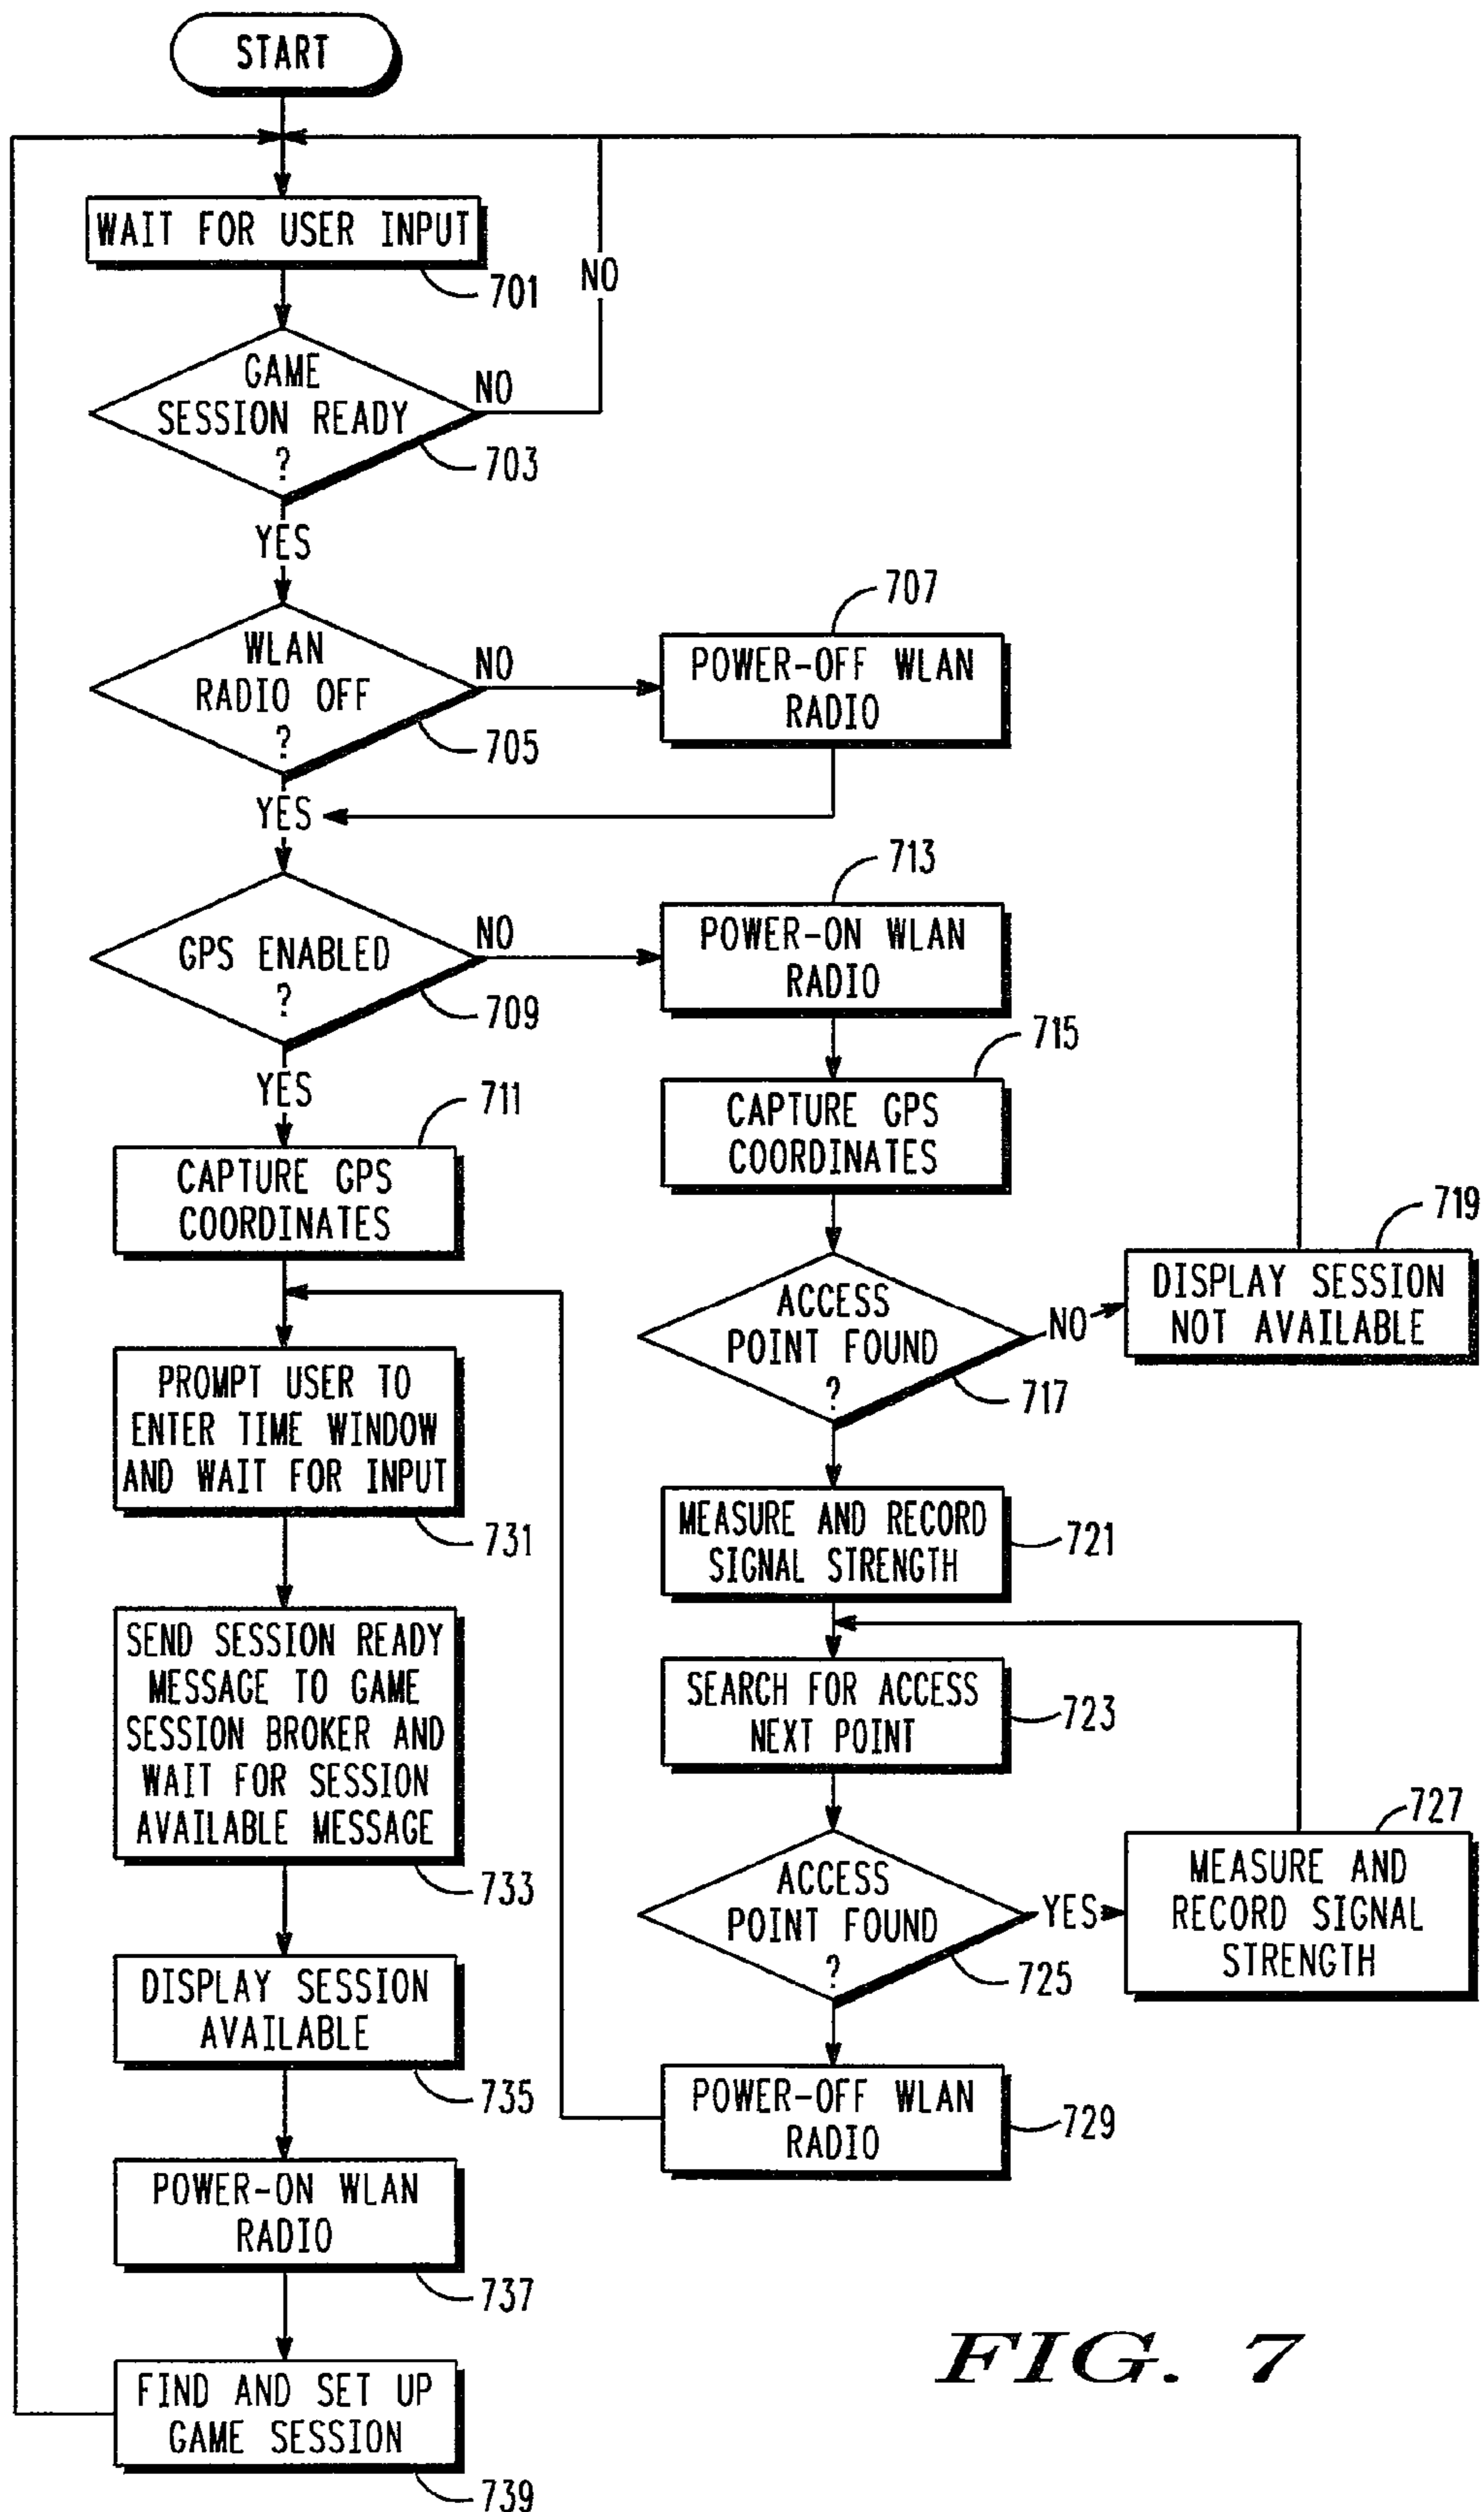 START
WAIT FOR USER INPUT
701
NO
GAME
SESSION READY
?
NO
703
YES
WLAN
RADIO OFF
?
NO
705
707
POWER-OFF WLAN
RADIO
YES
GPS ENABLED
?
NO
709
713
POWER-ON WLAN
RADIO
YES
711
CAPTURE GPS
COORDINATES
715
CAPTURE GPS
COORDINATES
ACCESS
POINT FOUND
?
NO
717
719
DISPLAY SESSION
NOT AVAILABLE
PROMPT USER TO
ENTER TIME WINDOW
AND WAIT FOR INPUT
731
MEASURE AND RECORD
SIGNAL STRENGTH
721
SEND SESSION READY
MESSAGE TO GAME
SESSION BROKER AND
WAIT FOR SESSION
AVAILABLE MESSAGE
733
SEARCH FOR ACCESS
NEXT POINT
723
ACCESS
POINT FOUND
?
YES
725
727
MEASURE AND
RECORD SIGNAL
STRENGTH
DISPLAY SESSION
AVAILABLE
735
POWER-OFF WLAN
RADIO
729
POWER-ON WLAN
RADIO
737
FIND AND SET UP
GAME SESSION
739
FIG. 7